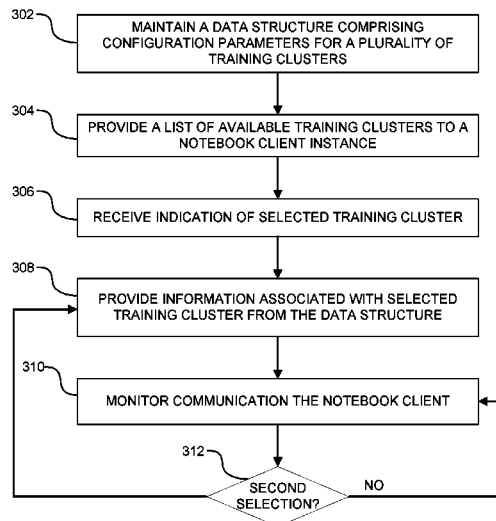 302
MAINTAIN A DATA STRUCTURE COMPRISING
CONFIGURATION PARAMETERS FOR A PLURALITY OF
TRAINING CLUSTERS
304
PROVIDE A LIST OF AVAILABLE TRAINING CLUSTERS TO A
NOTEBOOK CLIENT INSTANCE
306
RECEIVE INDICATION OF SELECTED TRAINING CLUSTER
308
PROVIDE INFORMATION ASSOCIATED WITH SELECTED
TRAINING CLUSTER FROM THE DATA STRUCTURE
310
MONITOR COMMUNICATION THE NOTEBOOK CLIENT
312
SECOND
SELECTION?
NO